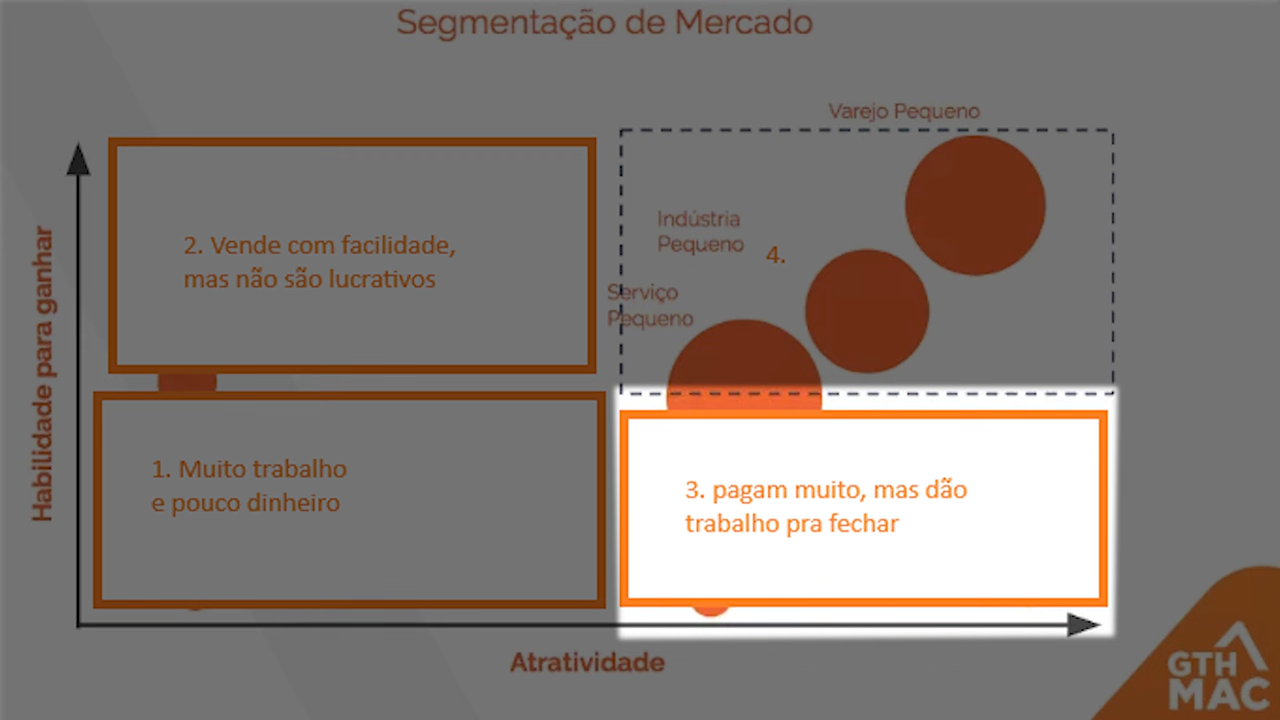 Segmentação de Mercado
Varejo Pequeno
Indústria
Pequeno
4.
Serviço
Pequeno
2. Vende com facilidade,
mas não são lucrativos
1. Muito trabalho
e pouco dinheiro
3. pagam muito, mas dão
trabalho pra fechar
Habilidade para ganhar
Atratividade
GTH
MAC